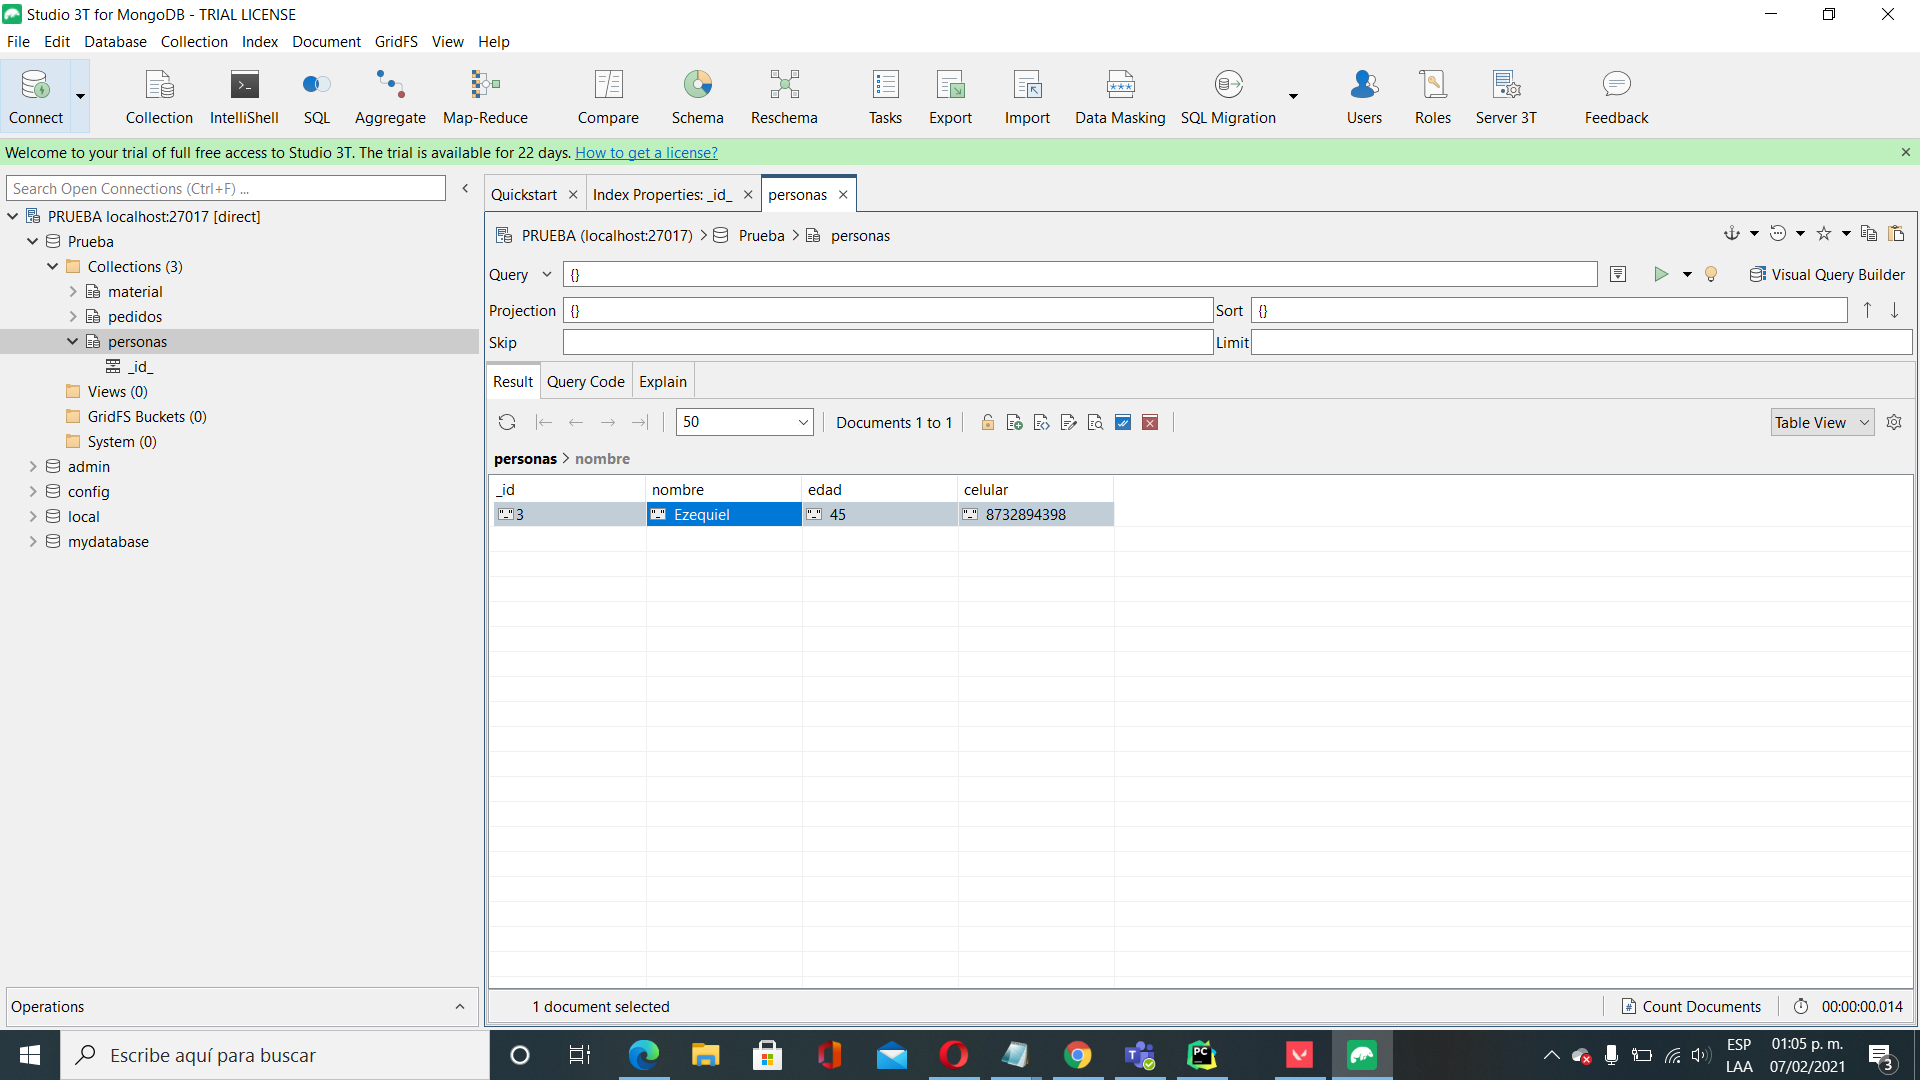 Studio 3T for MongoDB - TRIAL LICENSE
File Edit Database Collection Index Document GridFS View Help
Connect Collection IntelliShell SQL Aggregate Map-Reduce Compare Schema Reschema Tasks Export Import Data Masking SQL Migration Users Roles Server 3T Feedback
Welcome to your trial of full free access to Studio 3T. The trial is available for 22 days. How to get a license?
Search Open Connections (Ctrl+F) ...
PRUEBA localhost:27017 [direct]
Prueba
Collections (3)
material
pedidos
personas
_id_
Views (0)
GridFS Buckets (0)
System (0)
admin
config
local
mydatabase
Operations
Quickstart Index Properties: _id_ personas
PRUEBA (localhost:27017) Prueba personas
Query {} Visual Query Builder
Projection {} Sort {}
Skip Limit
Result Query Code Explain
50 Documents 1 to 1 Table View
personas > nombre
_id nombre edad celular
3 Ezequiel 45 8732894398
1 document selected Count Documents 00:00:00.014
Escribe aquí para buscar
ESP 01:05 p. m.
LAA 07/02/2021 3